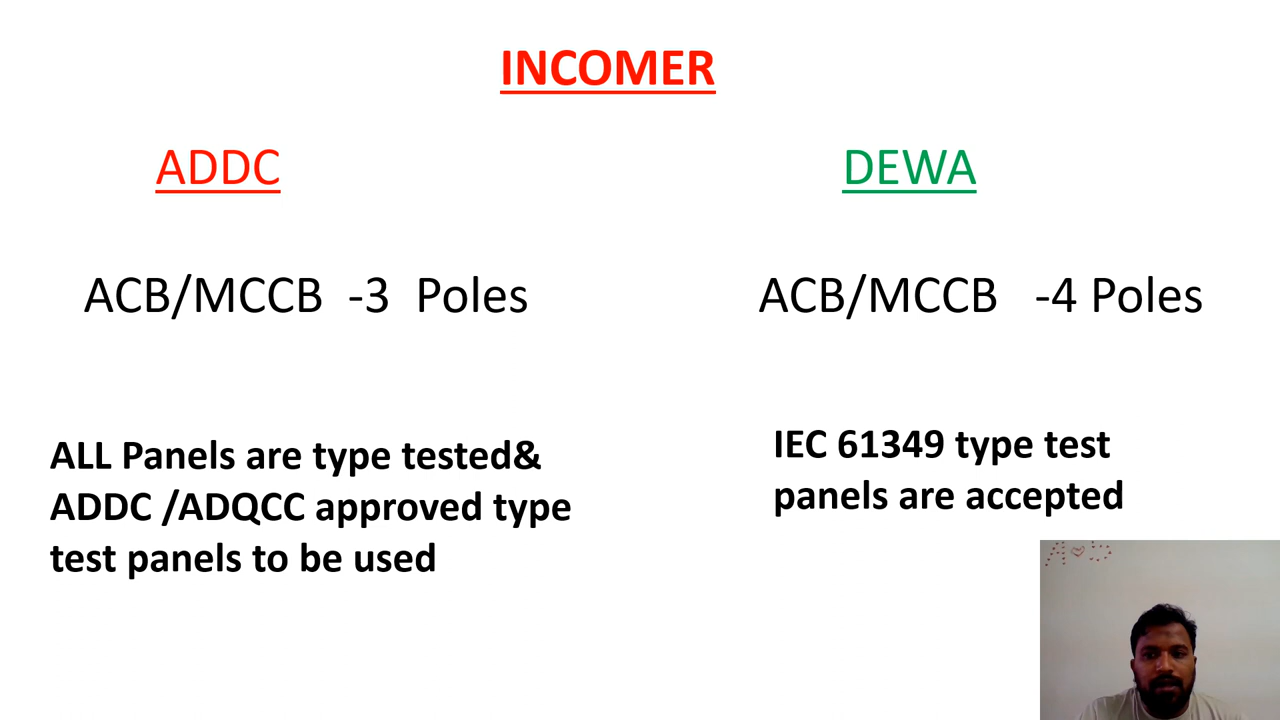 INCOMER
ADDC
DEWA
ACB/MCCB -3 Poles
ACB/MCCB -4 Poles
ALL Panels are type tested&
ADDC /ADQCC approved type
test panels to be used
IEC 61349 type test
panels are accepted
A♥S